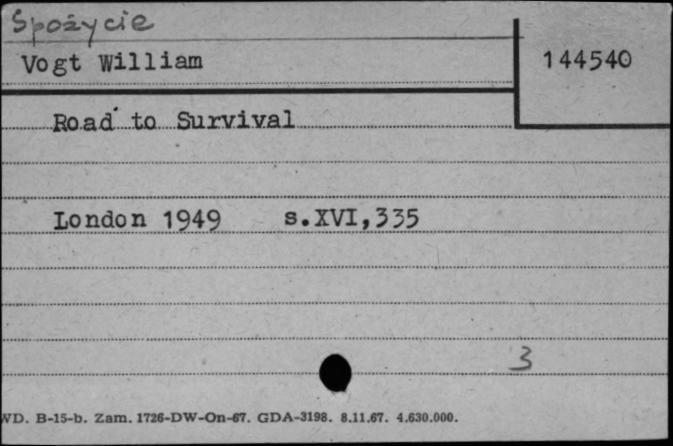 Spożycie
Vogt William
144540
Road to Survival
London 1949 s.XVI,335
3
WD. B-15-b. Zam. 1726-DW-On-67. GDA-3198. 8.11.67. 4.630.000.